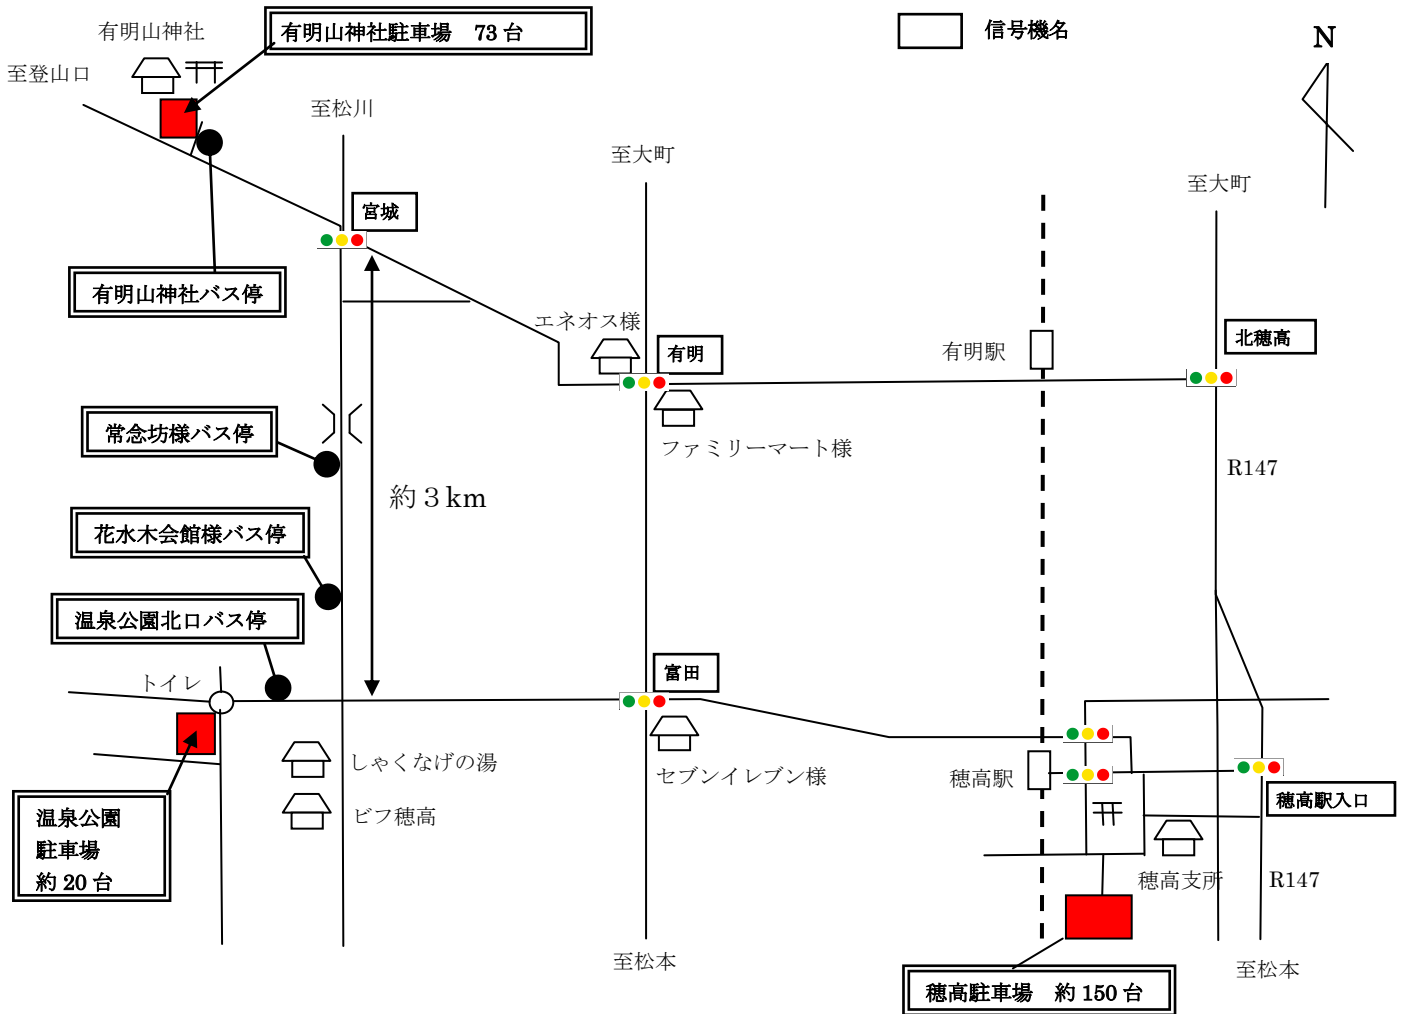 有明山神社
有明山神社駐車場　73 台
信号機名
N
至登山口
至松川
至大町
至大町
宮城
有明山神社バス停
エネオス様
有明
有明駅
北穂高
常念坊様バス停
ファミリーマート様
R147
約３km
花水木会館様バス停
温泉公園北口バス停
トイレ
富田
しゃくなげの湯
セブンイレブン様
穂高駅
穂高駅入口
ビフ穂高
温泉公園
駐車場
約 20 台
穂高支所
R147
至松本
至松本
穂高駐車場　約 150 台